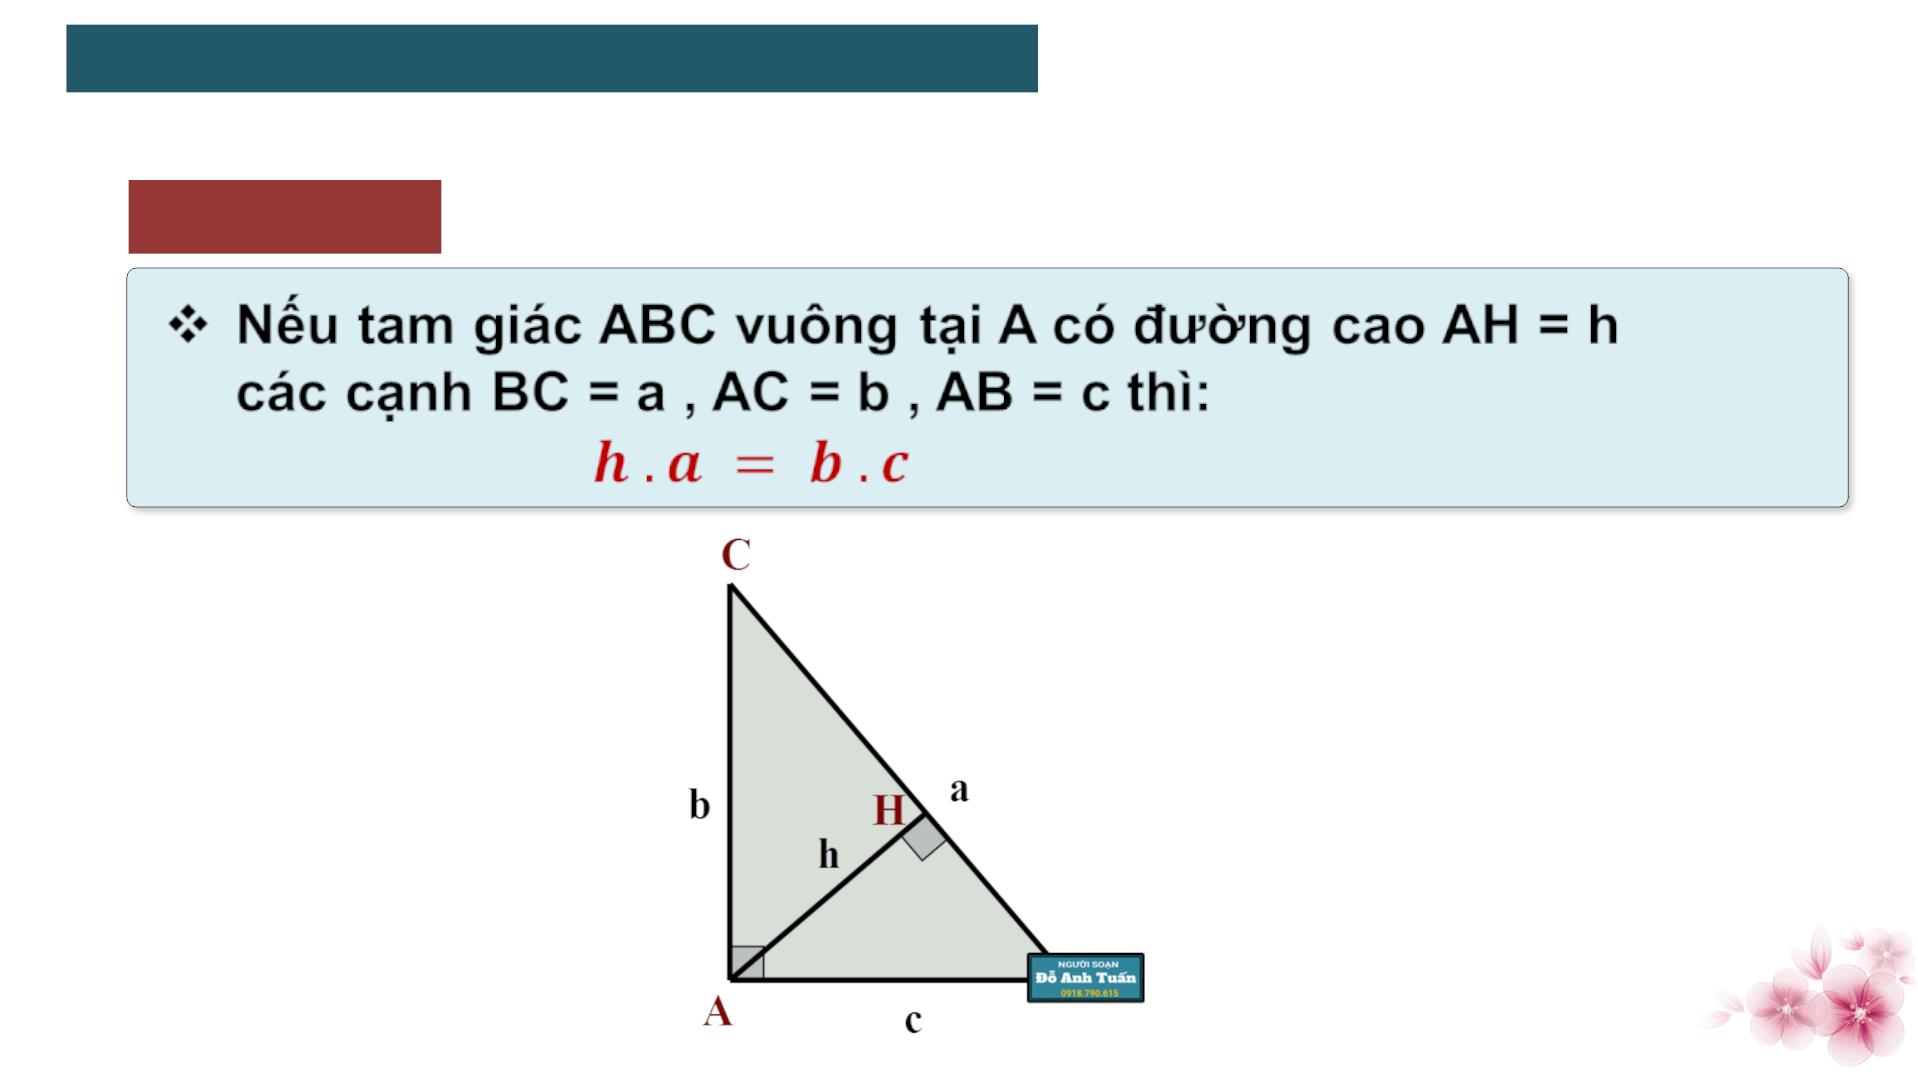 ❖ Nếu tam giác ABC vuông tại A có đường cao AH = h
các cạnh BC = a , AC = b , AB = c thì:
h . a = b . c
C
a
b
H
h
NGƯỜI SOẠN
Đỗ Anh Tuấn
0918.790.615
A
c